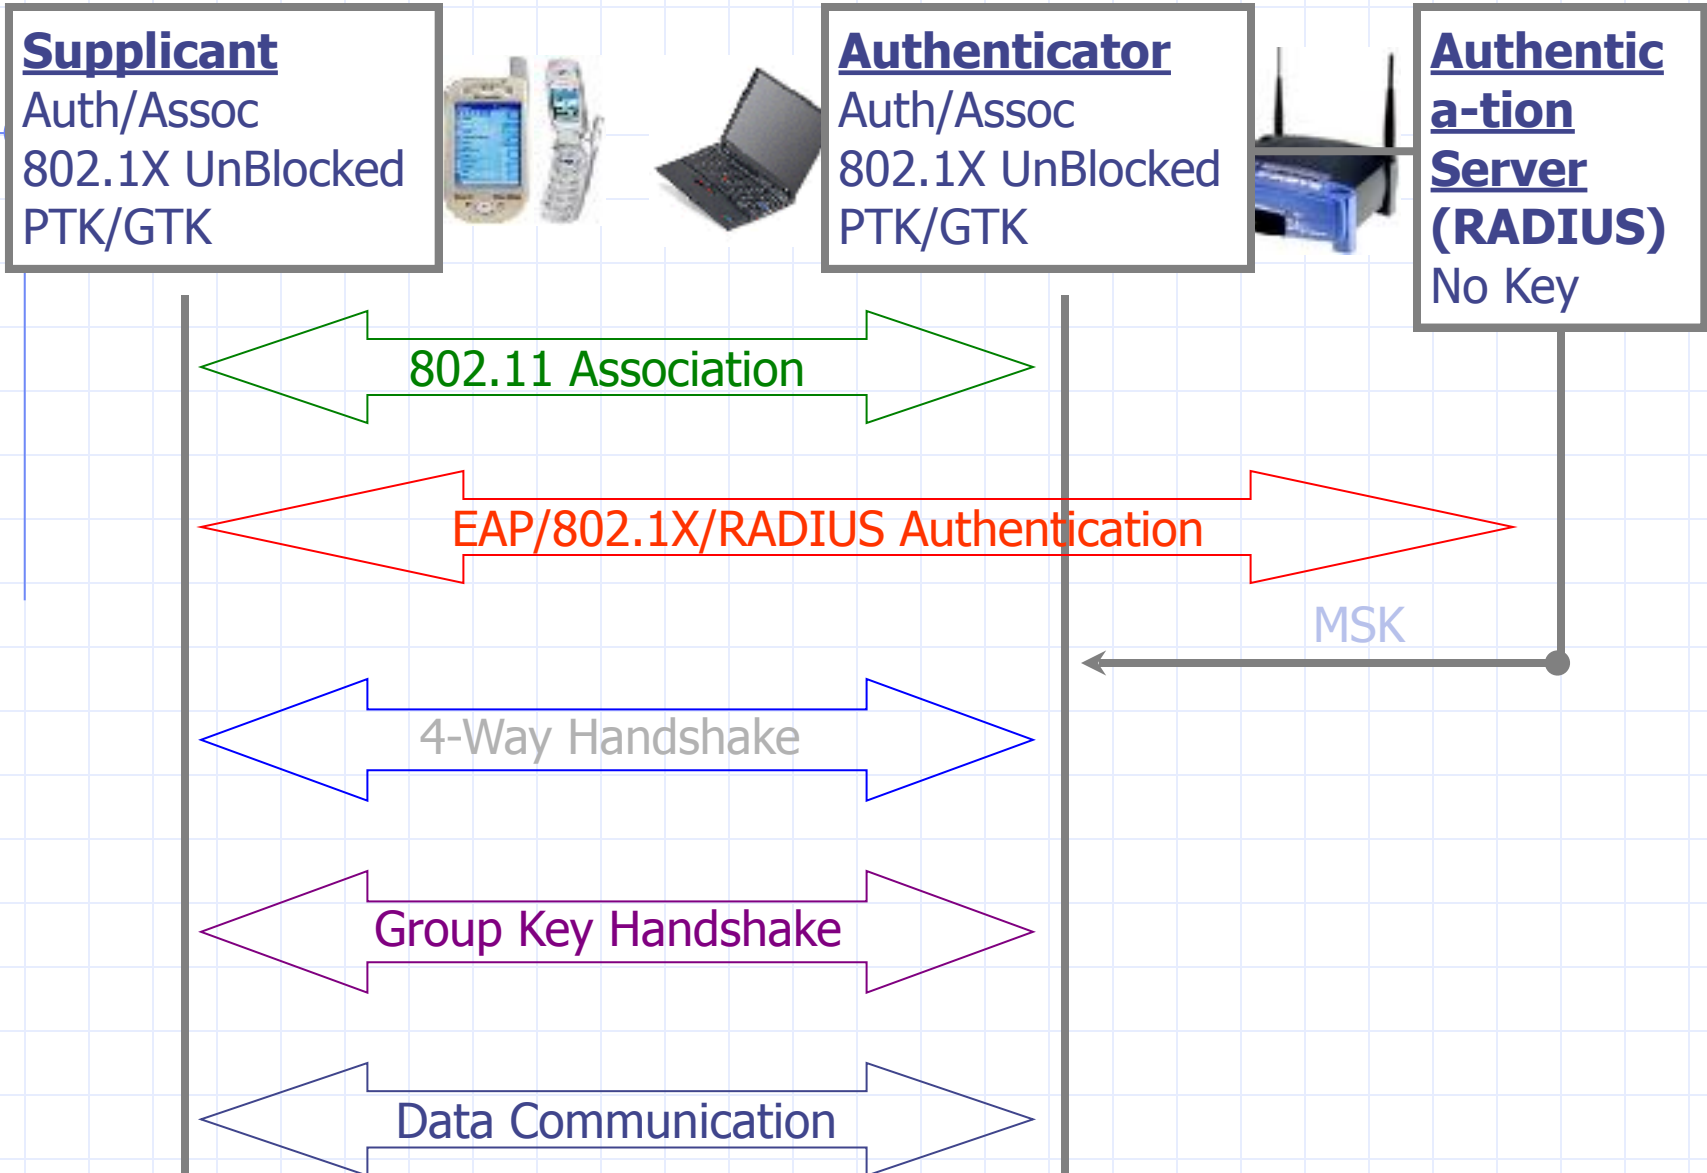 Supplicant
Auth/Assoc
802.1X UnBlocked
PTK/GTK
Authenticator
Auth/Assoc
802.1X UnBlocked
PTK/GTK
Authentic
a-tion
Server
(RADIUS)
No Key
802.11 Association
EAP/802.1X/RADIUS Authentication
MSK
4-Way Handshake
Group Key Handshake
Data Communication